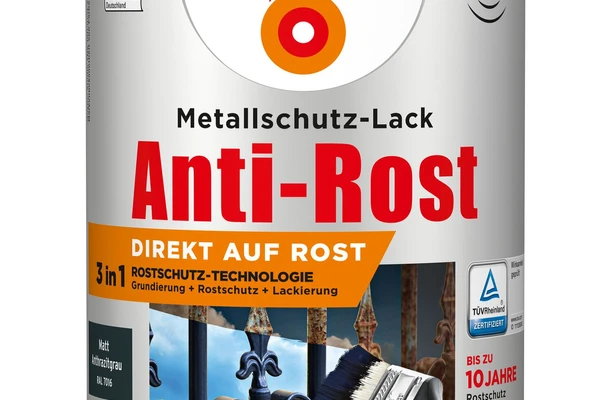 Deutschland
Metallschutz-Lack
Anti-Rost
DIREKT AUF ROST
3 in 1
ROSTSCHUTZ-TECHNOLOGIE
Grundierung + Rostschutz + Lackierung
TÜVRheinland
ZERTIFIZIERT
Matt
Anthrazitgrau
RAL 7016
BIS ZU
10 JAHRE
Rostschutz